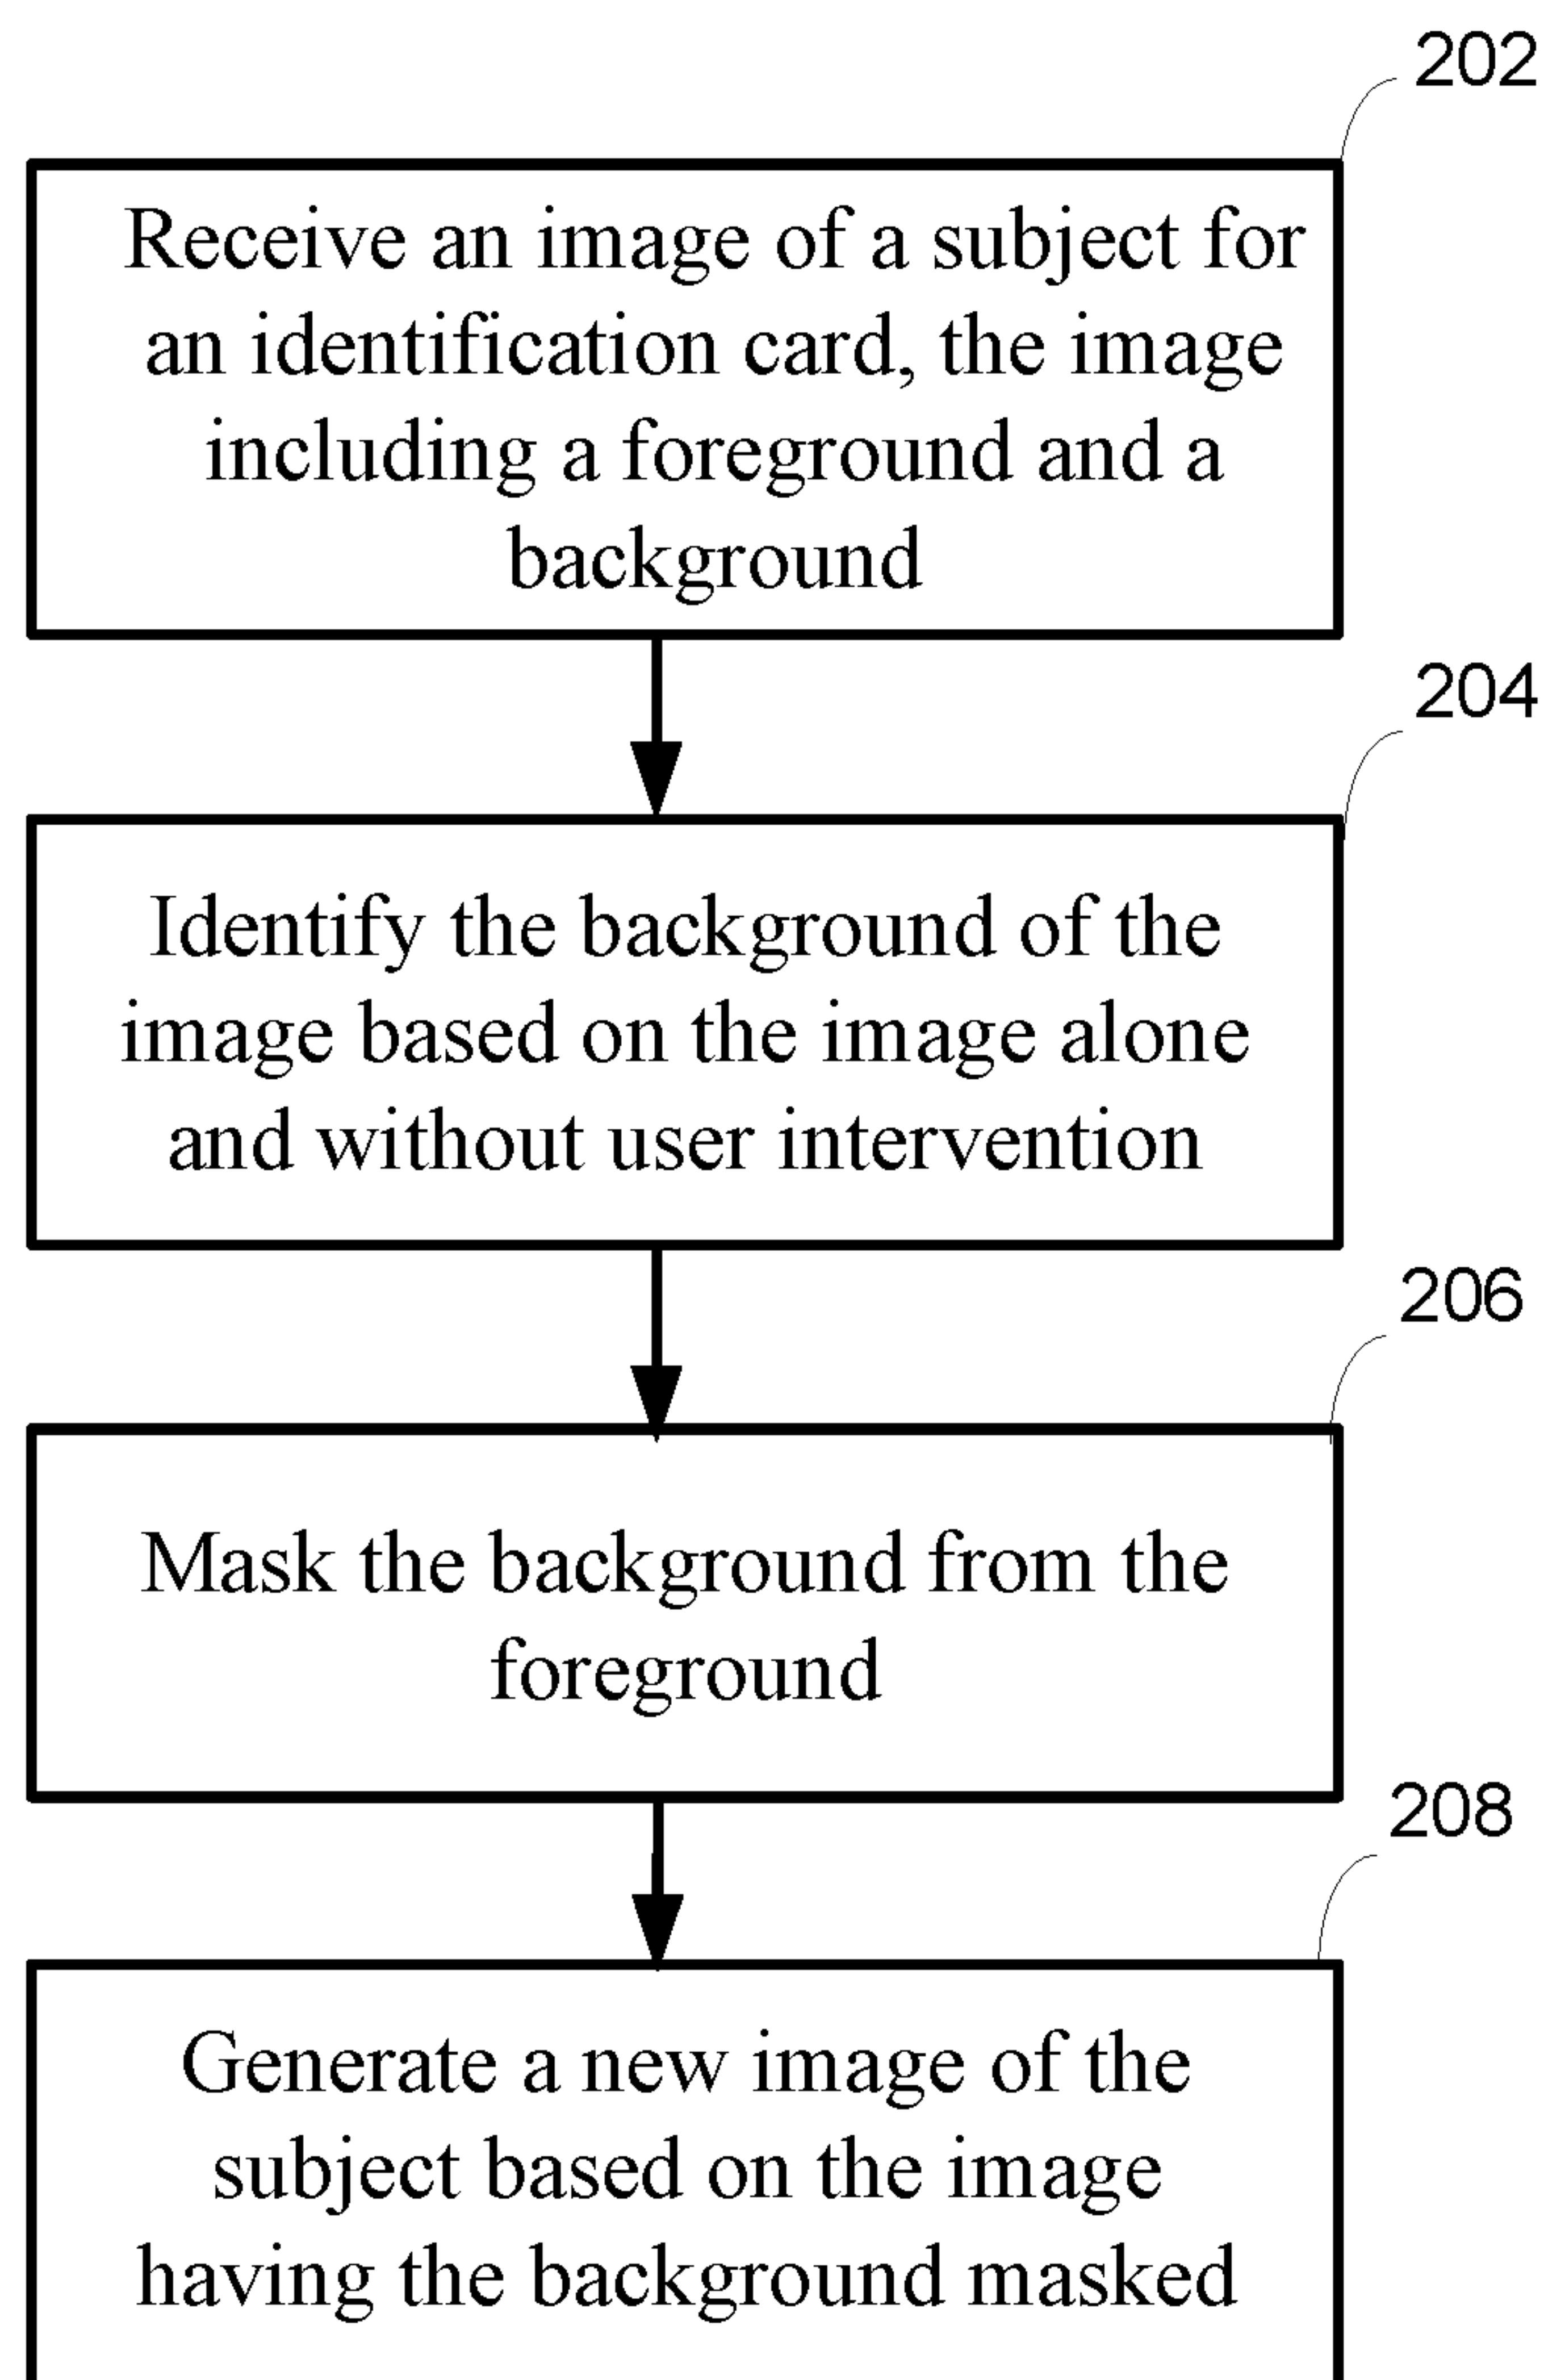 202
Receive an image of a subject for
an identification card, the image
including a foreground and a
background
204
Identify the background of the
image based on the image alone
and without user intervention
206
Mask the background from the
foreground
208
Generate a new image of the
subject based on the image
having the background masked